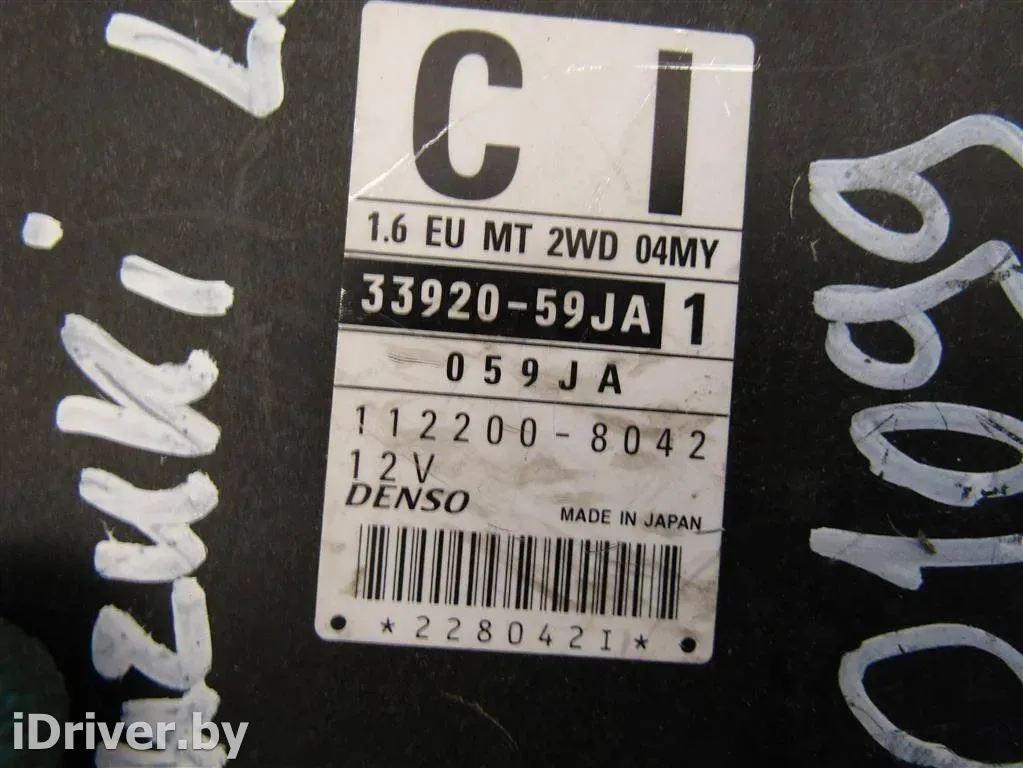 C I
1.6 EU MT 2WD 04MY
33920-59JA 1
059JA
112200-8042
12V
DENSO
MADE IN JAPAN
*228042I*
iDriver.by